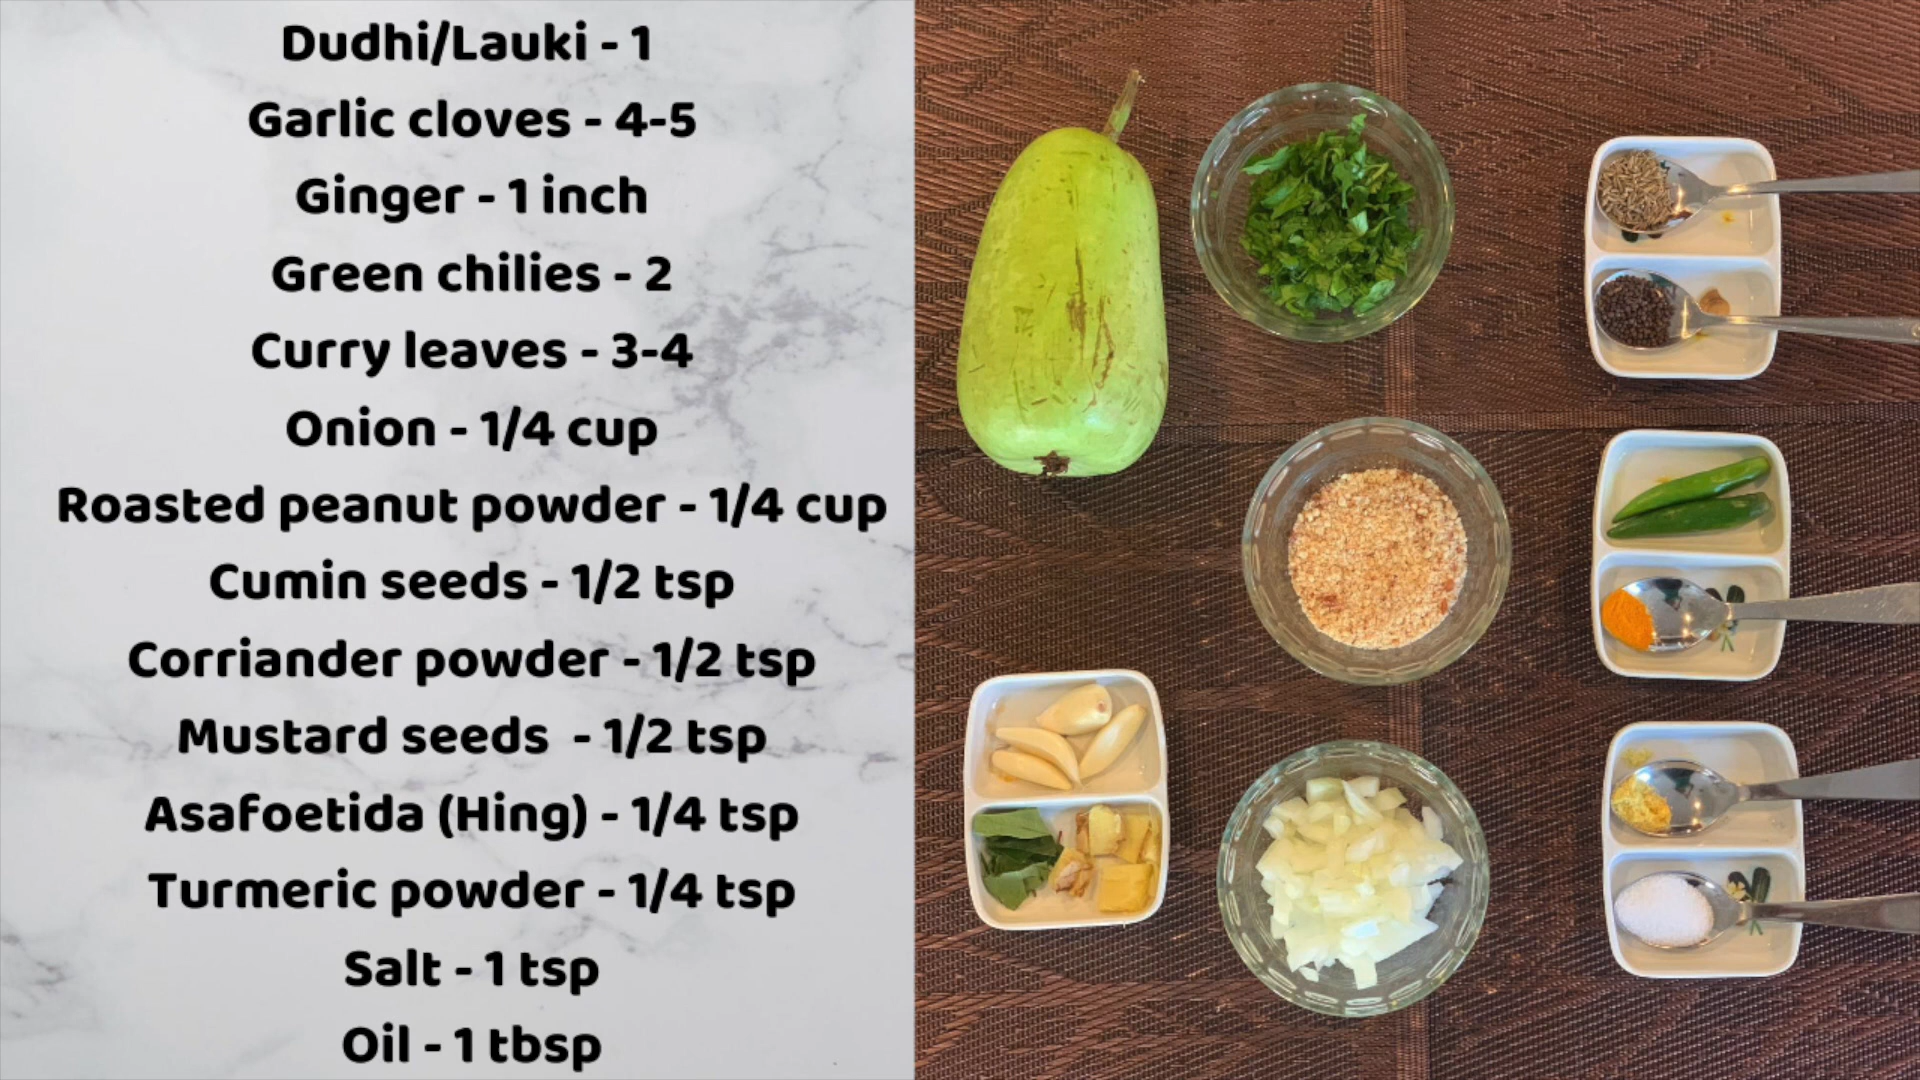 Dudhi/Lauki - 1
Garlic cloves - 4-5
Ginger - 1 inch
Green chilies - 2
Curry leaves - 3-4
Onion - 1/4 cup
Roasted peanut powder - 1/4 cup
Cumin seeds - 1/2 tsp
Corriander powder - 1/2 tsp
Mustard seeds  - 1/2 tsp
Asafoetida (Hing) - 1/4 tsp
Turmeric powder - 1/4 tsp
Salt - 1 tsp
Oil - 1 tbsp